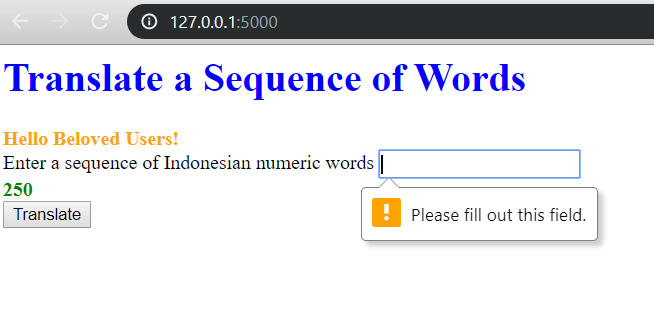 127.0.0.1:5000
Translate a Sequence of Words
Hello Beloved Users!
Enter a sequence of Indonesian numeric words
250
Translate
Please fill out this field.